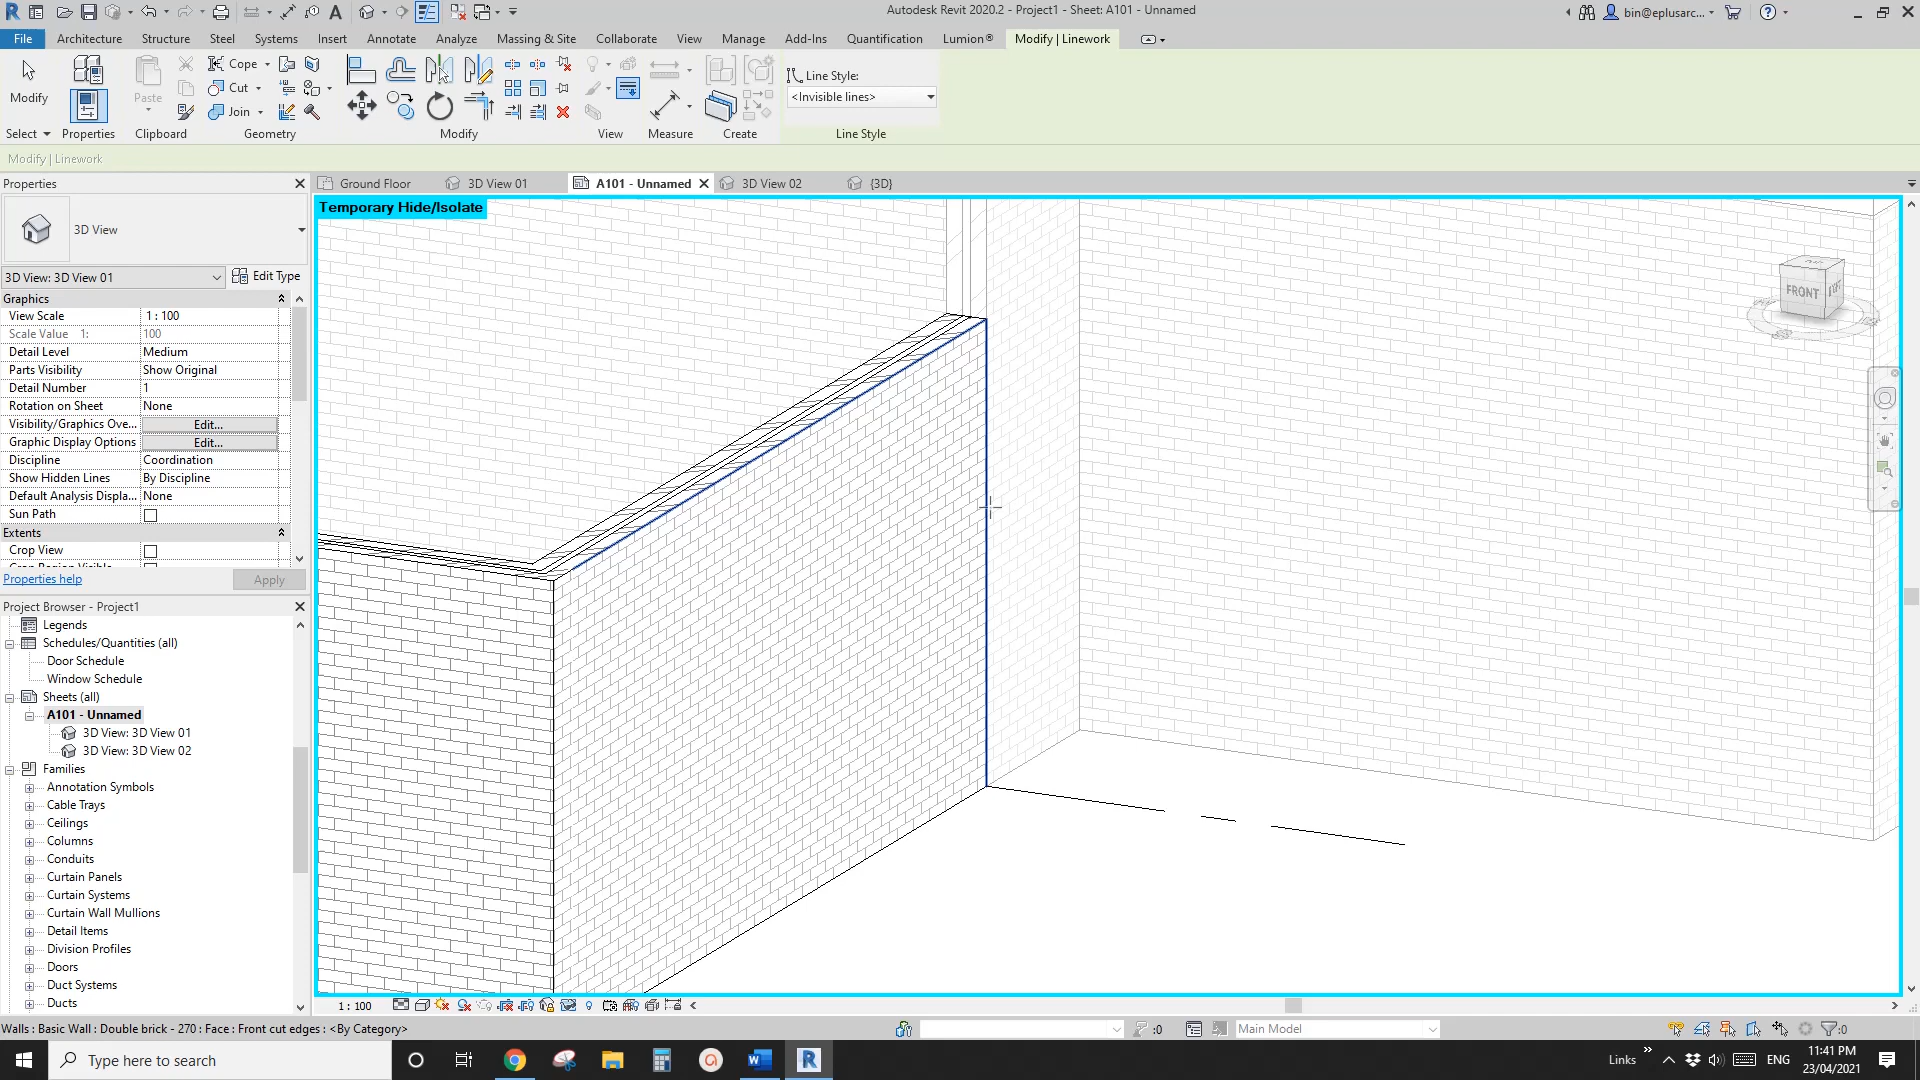 Autodesk Revit 2020.2 - Project1 - Sheet: A101 - Unnamed
bin@eplusarc...
File
Architecture
Structure
Steel
Systems
Insert
Annotate
Analyze
Massing & Site
Collaborate
View
Manage
Add-Ins
Quantification
Lumion®
Modify | Linework
Modify
Paste
Cope
Cut
Join
Line Style:
<Invisible lines>
Select
Properties
Clipboard
Geometry
Modify
View
Measure
Create
Line Style
Modify | Linework
Properties
3D View
3D View: 3D View 01
Edit Type
Graphics
View Scale 1 : 100
Scale Value 1: 100
Detail Level Medium
Parts Visibility Show Original
Detail Number 1
Rotation on Sheet None
Visibility/Graphics Ove... Edit...
Graphic Display Options Edit...
Discipline Coordination
Show Hidden Lines By Discipline
Default Analysis Displa... None
Sun Path
Extents
Crop View
Properties help
Apply
Project Browser - Project1
Legends
Schedules/Quantities (all)
Door Schedule
Window Schedule
Sheets (all)
A101 - Unnamed
3D View: 3D View 01
3D View: 3D View 02
Families
Annotation Symbols
Cable Trays
Ceilings
Columns
Conduits
Curtain Panels
Curtain Systems
Curtain Wall Mullions
Detail Items
Division Profiles
Doors
Duct Systems
Ducts
Ground Floor
3D View 01
A101 - Unnamed
3D View 02
{3D}
Temporary Hide/Isolate
FRONT
1 : 100
Walls : Basic Wall : Double brick - 270 : Face : Front cut edges : <By Category>
:0
Main Model
:0
Type here to search
Links
ENG
11:41 PM
23/04/2021